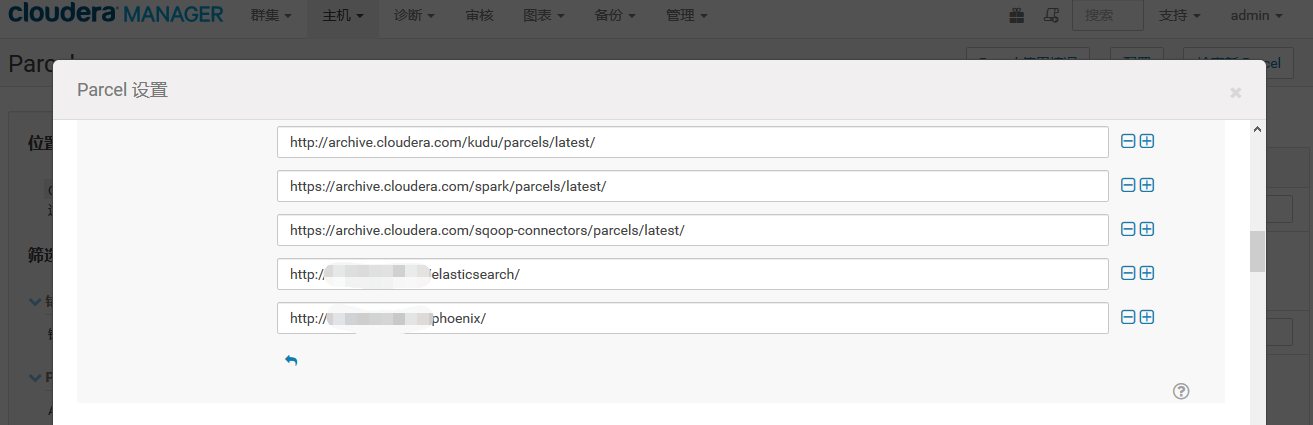 cloudera MANAGER 群集 主机 诊断 审核 图表 备份 管理 搜索 支持 admin
Parcel 设置
http://archive.cloudera.com/kudu/parcels/latest/
https://archive.cloudera.com/spark/parcels/latest/
https://archive.cloudera.com/sqoop-connectors/parcels/latest/
http:/ /elasticsearch/
http:// phoenix/